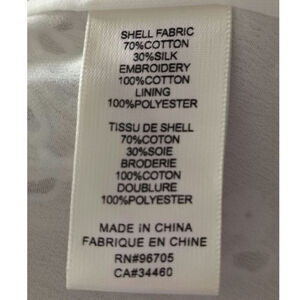 SHELL FABRIC
70%COTTON
30%SILK
EMBROIDERY
100%COTTON
LINING
100%POLYESTER
TISSU DE SHELL
70%COTON
30%SOIE
BRODERIE
100%COTON
DOUBLURE
100%POLYESTER
MADE IN CHINA
FABRIQUE EN CHINE
RN#96705
CA#34460